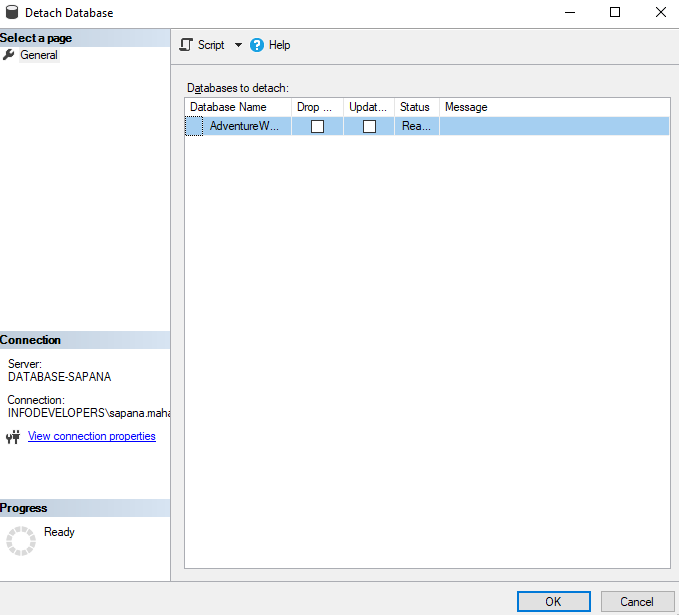 Detach Database
Select a page
General
Script
Help
Databases to detach:
Database Name Drop ... Updat... Status Message
AdventureW... Rea...
Connection
Server:
DATABASE-SAPANA
Connection:
INFODEVELOPERS\sapana.maha
View connection properties
Progress
Ready
OK Cancel